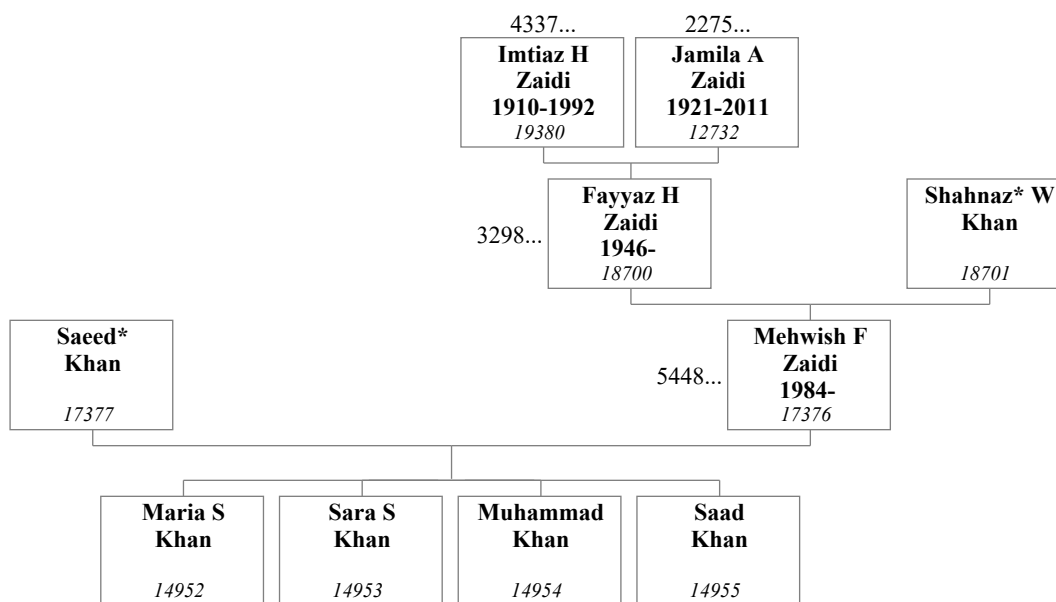 4337...
2275...
Imtiaz H
Zaidi
1910-1992
19380
Jamila A
Zaidi
1921-2011
12732
3298...
Fayyaz H
Zaidi
1946-
18700
Shahnaz* W
Khan
18701
Saeed*
Khan
17377
5448...
Mehwish F
Zaidi
1984-
17376
Maria S
Khan
14952
Sara S
Khan
14953
Muhammad
Khan
14954
Saad
Khan
14955